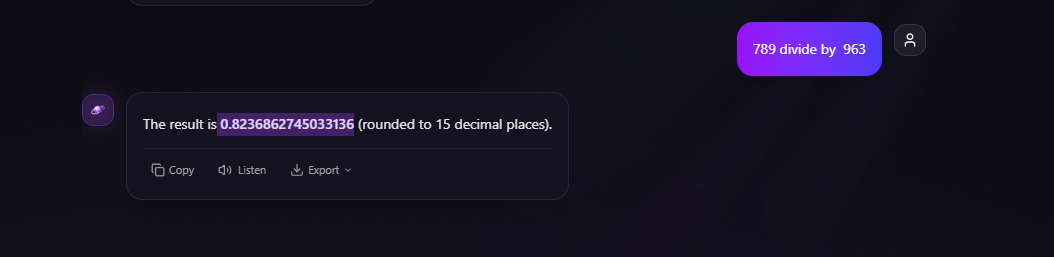 789 divide by 963
The result is 0.8236862745033136 (rounded to 15 decimal places).
Copy Listen Export